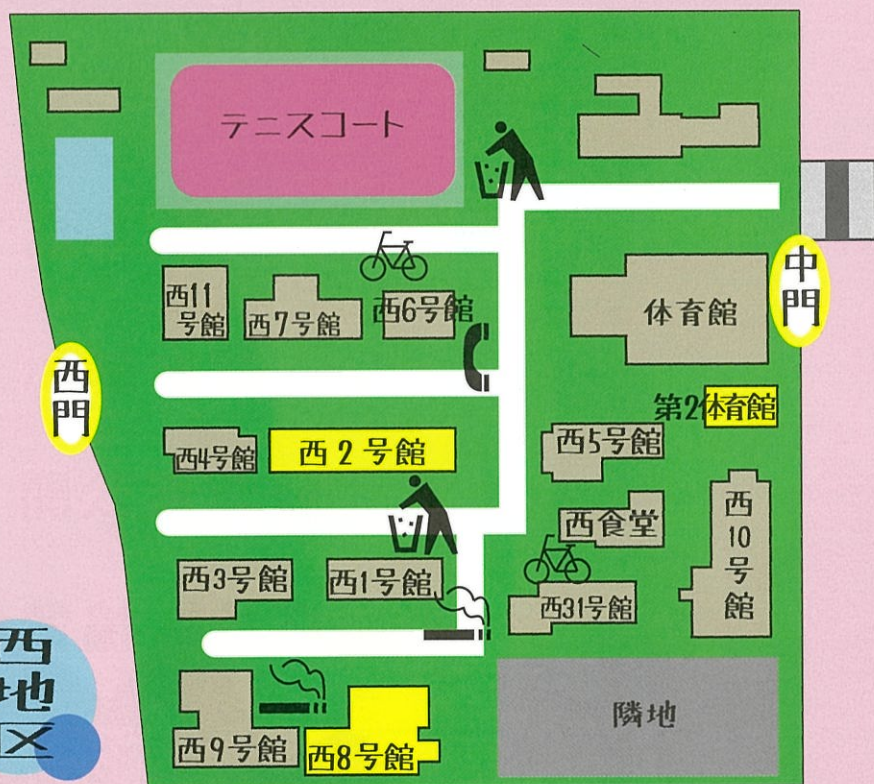 テニスコート
中
門
西11
号館
西7号館
西6号館
体育館
西
門
第2体育館
西4号館
西2号館
西5号館
西食堂
西
10
号
館
西3号館
西1号館
西31号館
西
地
区
隣地
西9号館
西8号館